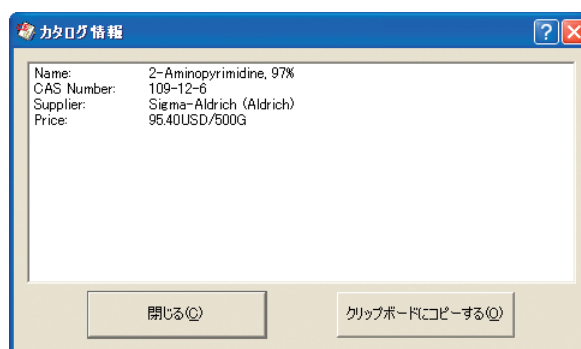 カタログ情報
Name: 2-Aminopyrimidine, 97%
CAS Number: 109-12-6
Supplier: Sigma-Aldrich (Aldrich)
Price: 95.40USD/500G
閉じる(C) クリップボードにコピーする(O)